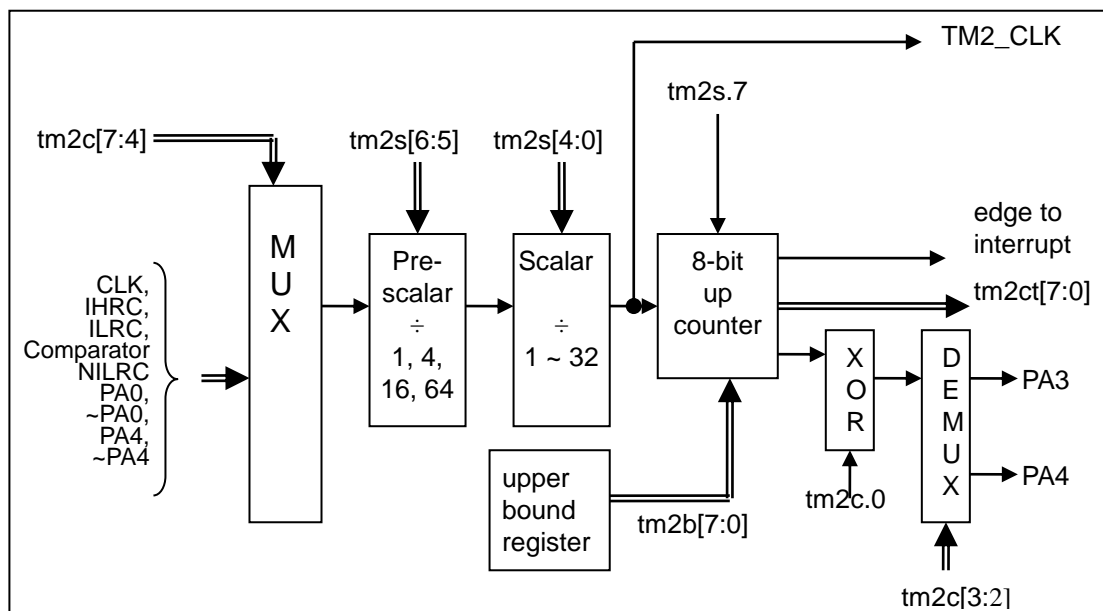 TM2_CLK
tm2s.7
tm2c[7:4]
tm2s[6:5]
tm2s[4:0]
edge to
interrupt
tm2ct[7:0]
M
U
X
Pre-
scalar
÷
1, 4,
16, 64
Scalar
÷
1 ~ 32
8-bit
up
counter
CLK,
IHRC,
ILRC,
Comparator
NILRC
PA0,
~PA0,
PA4,
~PA4
X
O
R
D
E
M
U
X
PA3
PA4
upper
bound
register
tm2b[7:0]
tm2c.0
tm2c[3:2]